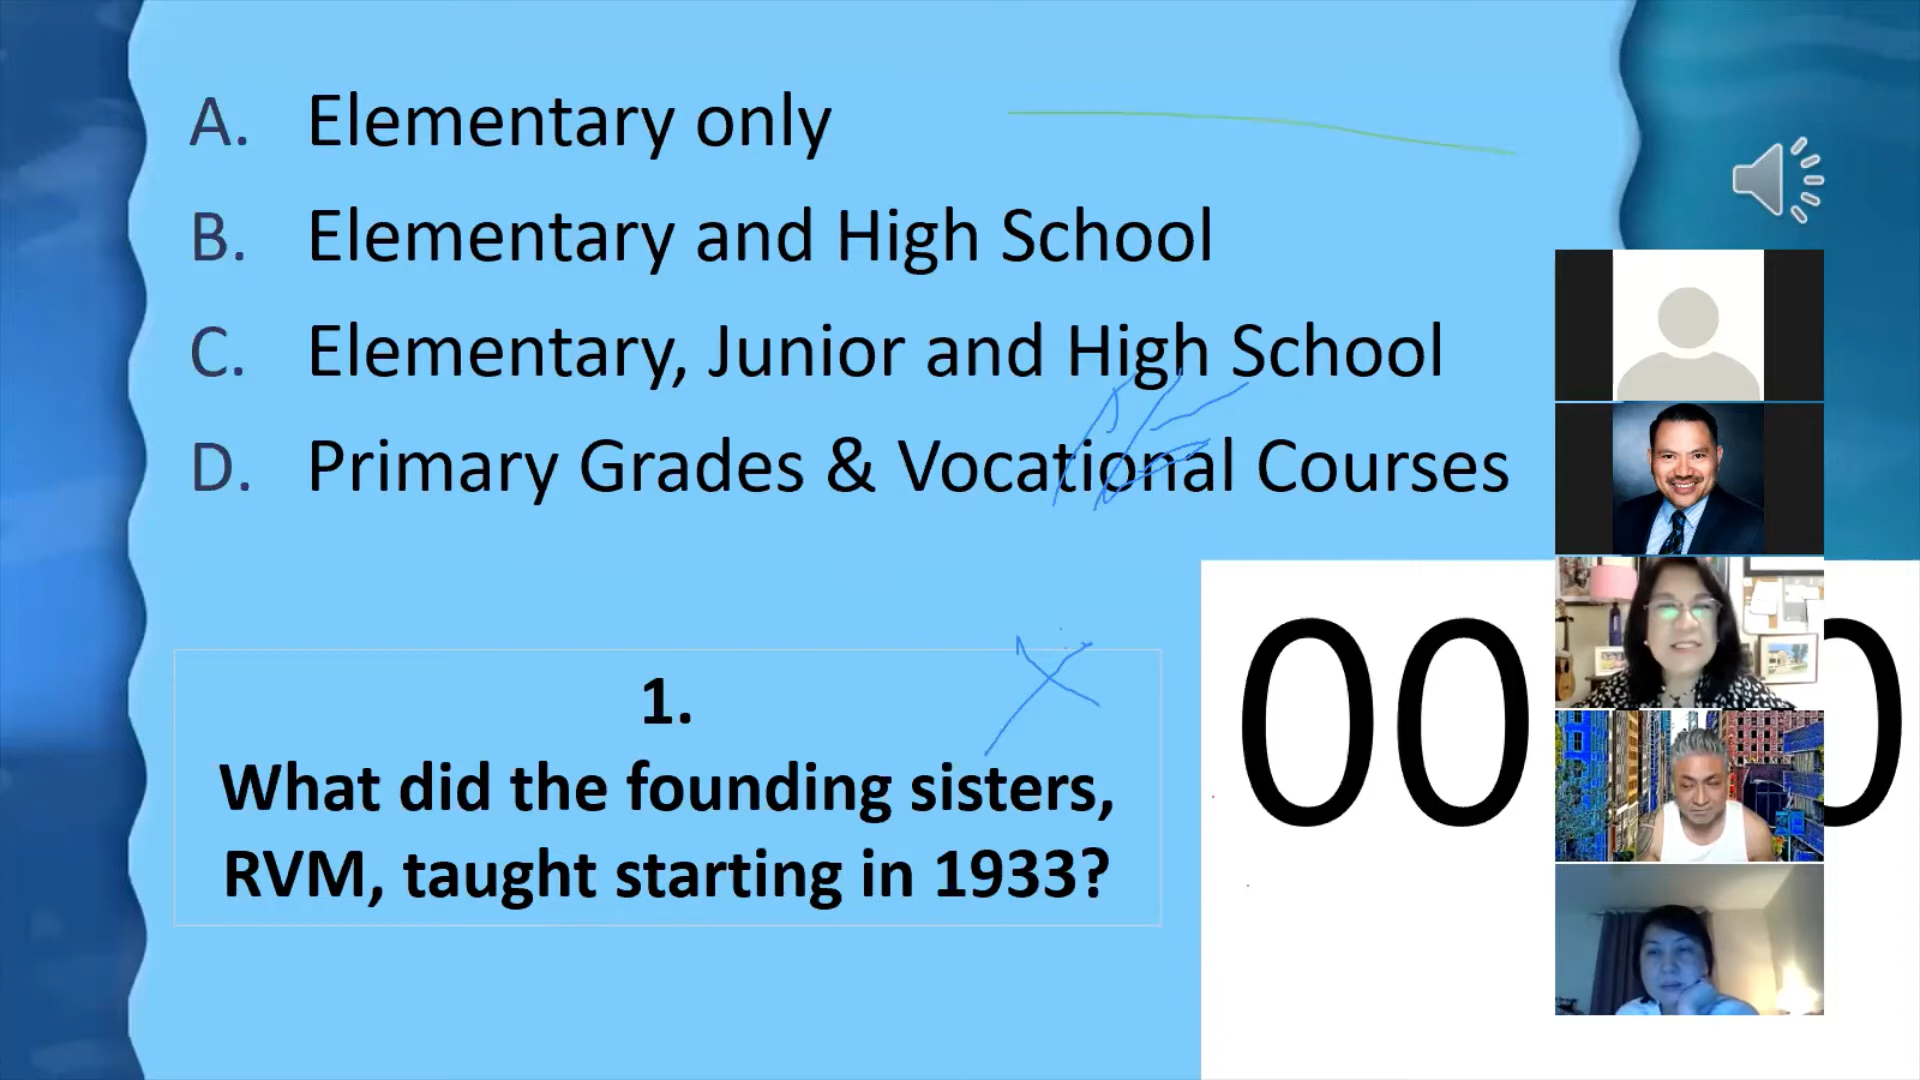 A. Elementary only
B. Elementary and High School
C. Elementary, Junior and High School
D. Primary Grades & Vocational Courses
1.
What did the founding sisters,
RVM, taught starting in 1933?
00 0